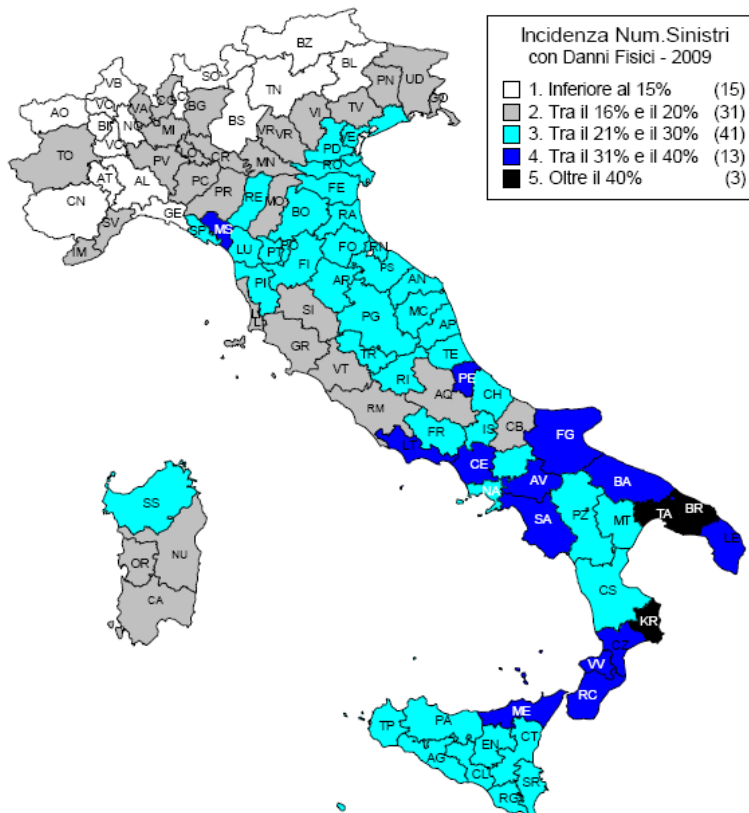 Incidenza Num.Sinistri
con Danni Fisici - 2009
1. Inferiore al 15% (15)
2. Tra il 16% e il 20% (31)
3. Tra il 21% e il 30% (41)
4. Tra il 31% e il 40% (13)
5. Oltre il 40% (3)
BZ
SO
BL
VB
TN
PN
UD
AO
VA
BG
BS
VI
TV
NO
MI
VR
VR
PD
VE
TO
PV
CR
MN
RO
AT
AL
PC
PR
RE
MO
FE
CN
GE
BO
RA
SV
SP
MS
IM
LU
PT
FO
RN
FI
PS
PI
AR
AN
SI
MC
PG
AP
GR
TR
TE
VT
RI
PE
AQ
CH
RM
FR
IS
CB
FG
LT
CE
AV
BA
NA
SA
PZ
MT
TA
BR
LE
SS
OR
NU
CA
CS
KR
CZ
VV
RC
ME
TP
PA
CT
EN
AG
CL
SR
RG